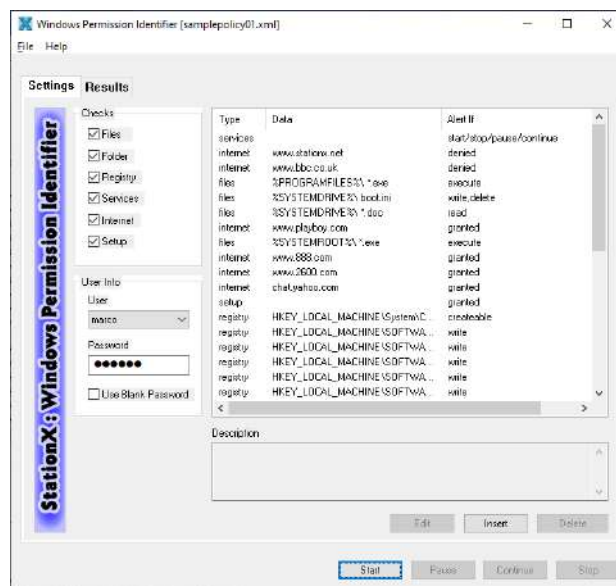 Windows Permission Identifier [samplepolicy01.xml]
File Help
Settings Results
StationX : Windows Permission Identifier
Checks
Files
Folder
Registry
Services
Internet
Setup
User Info
User
marco
Password
●●●●●●
Use Blank Password
Type Data Alert If
services start/stop/pause/continue
internet www.stationx.net denied
internet www.bbc.co.uk denied
files %PROGRAMFILES%\ *.exe execute
files %SYSTEMDRIVE%\ boot.ini write,delete
files %SYSTEMDRIVE%\ *.doc read
internet www.playboy.com granted
files %SYSTEMROOT%\ *.exe execute
internet www.888.com granted
internet www.2600.com granted
internet chat.yahoo.com granted
setup granted
registry HKEY_LOCAL_MACHINE\System\C... createable
registry HKEY_LOCAL_MACHINE\SOFTWA... write
registry HKEY_LOCAL_MACHINE\SOFTWA... write
registry HKEY_LOCAL_MACHINE\SOFTWA... write
registry HKEY_LOCAL_MACHINE\SOFTWA... write
registry HKEY_LOCAL_MACHINE\SOFTWA... write
Description
Edit Insert Delete
Start Pause Continue Stop